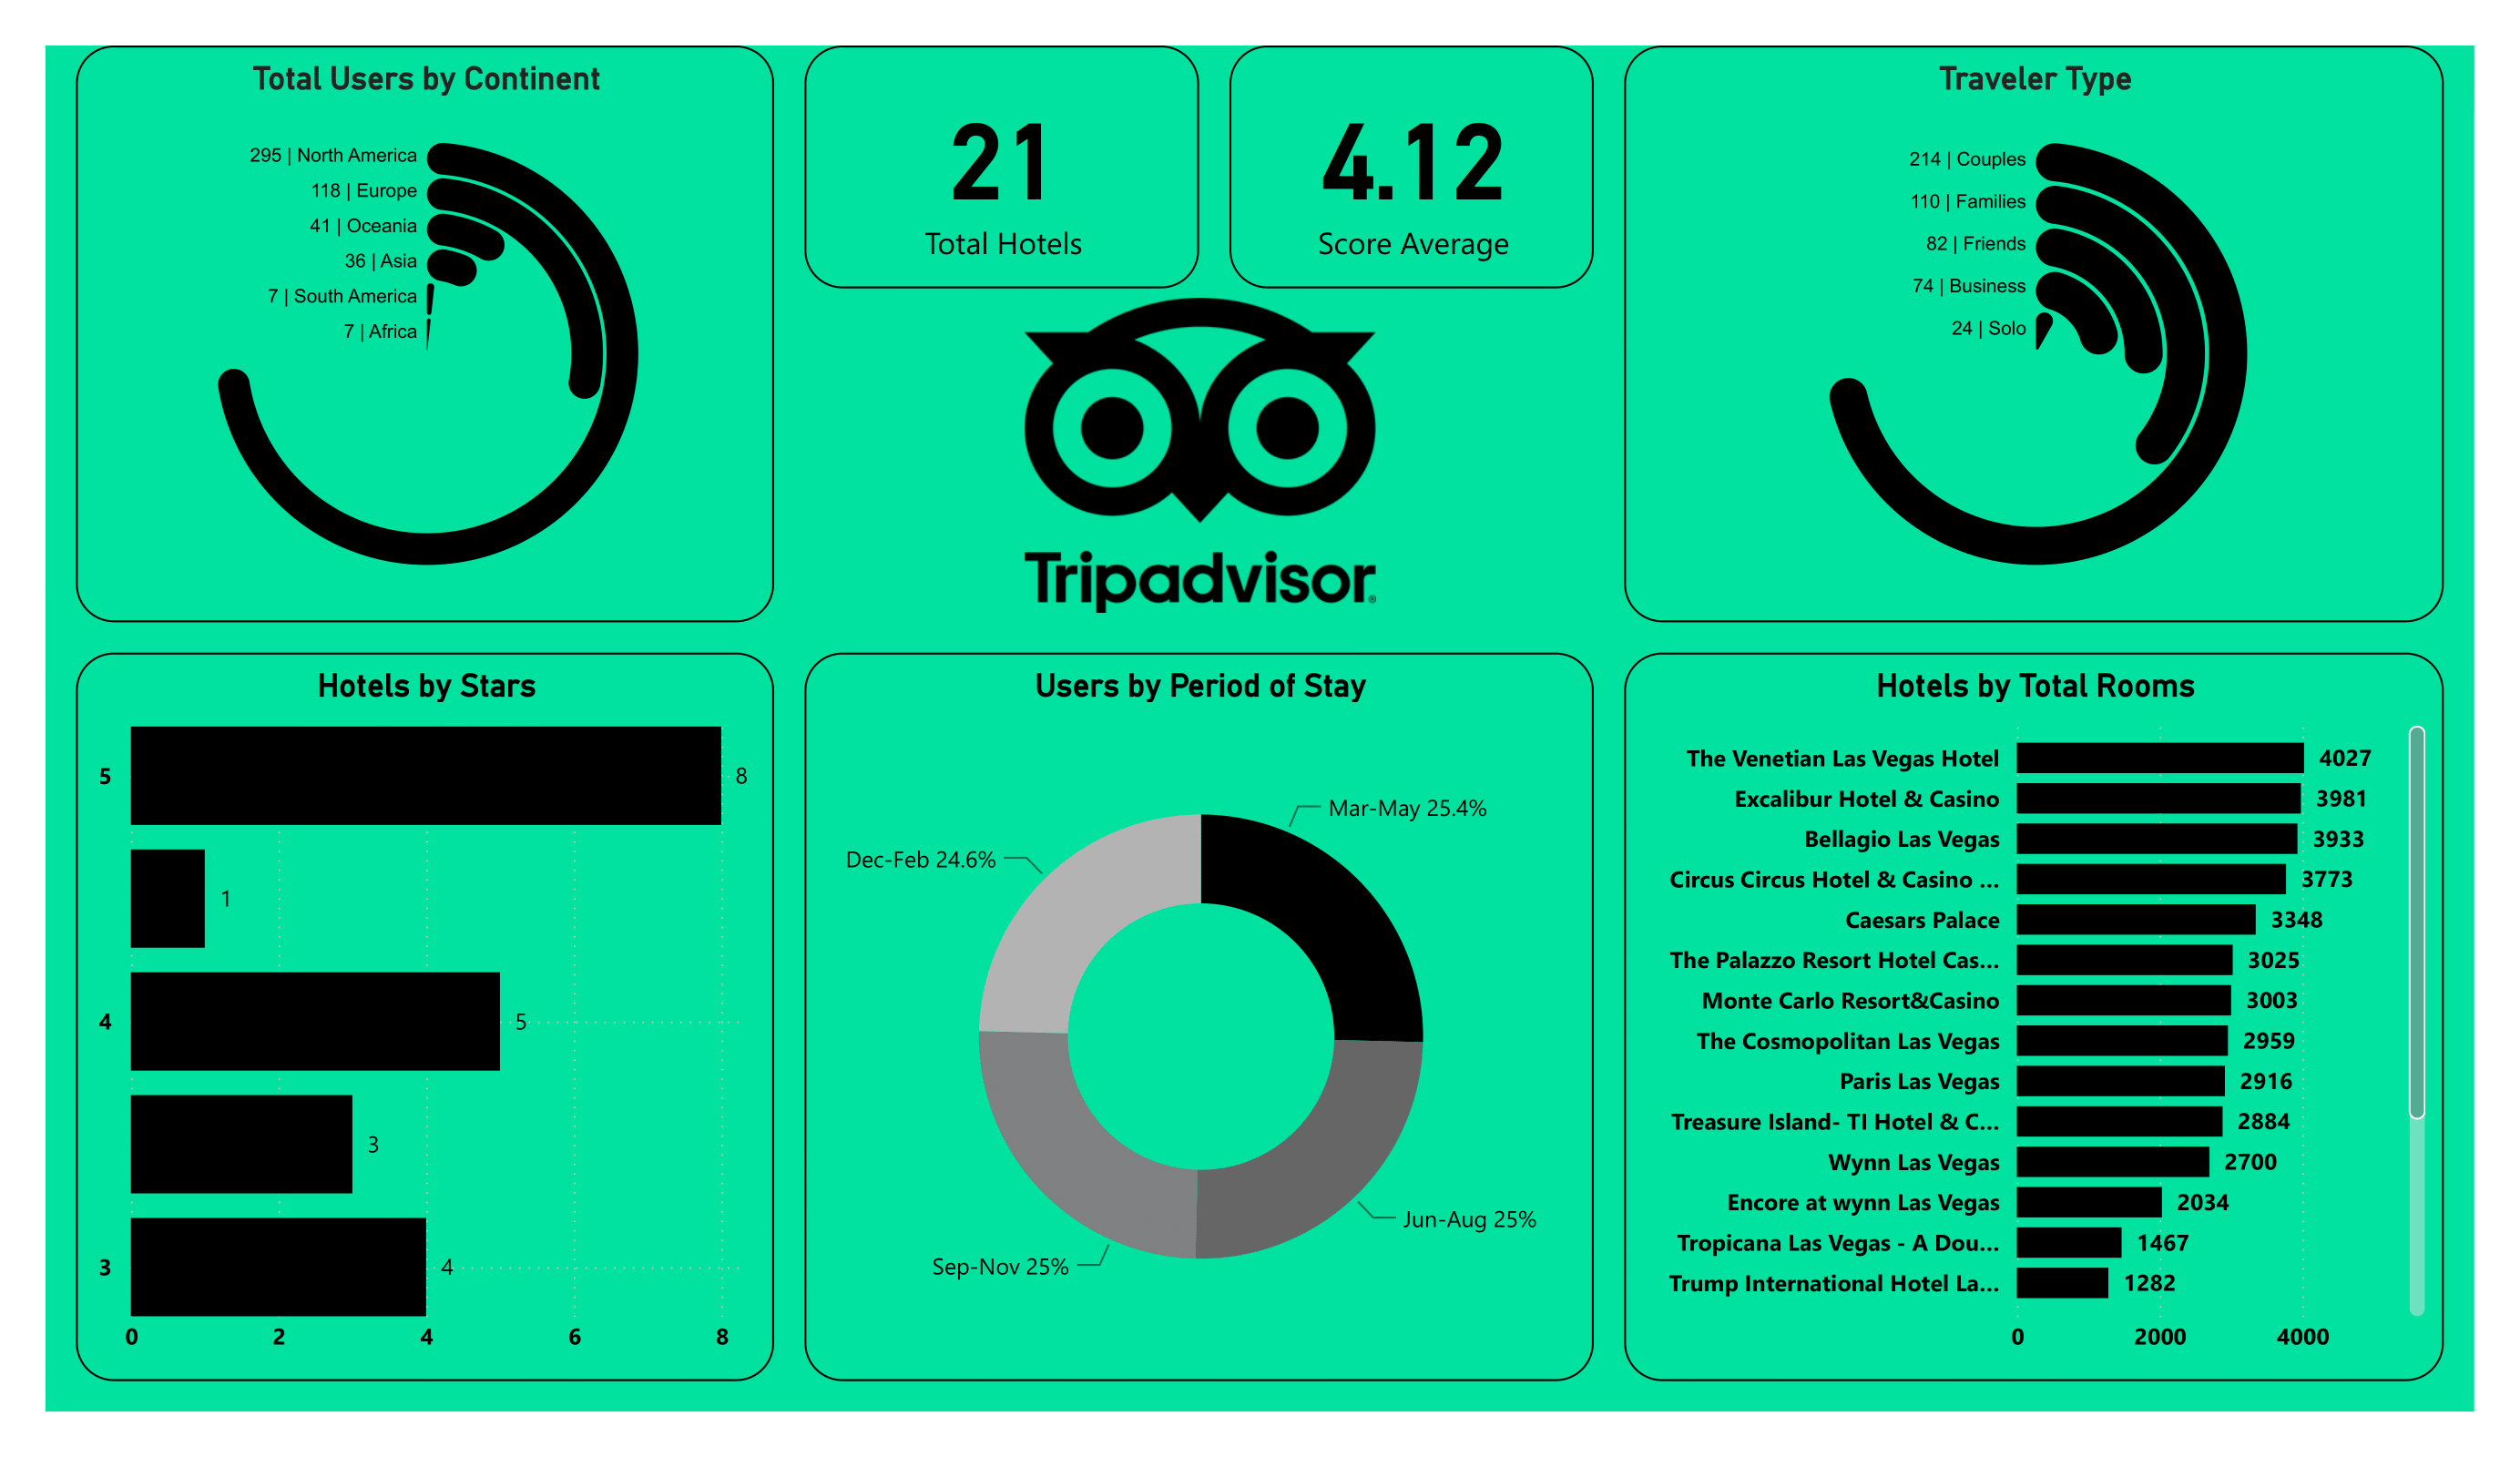 Total Users by Continent
295 | North America
118 | Europe
41 | Oceania
36 | Asia
7 | South America
7 | Africa
21
Total Hotels
4.12
Score Average
Tripadvisor®
Traveler Type
214 | Couples
110 | Families
82 | Friends
74 | Business
24 | Solo
Hotels by Stars
5
8
1
4
5
3
3
4
0 2 4 6 8
Users by Period of Stay
Mar-May 25.4%
Dec-Feb 24.6%
Jun-Aug 25%
Sep-Nov 25%
Hotels by Total Rooms
The Venetian Las Vegas Hotel 4027
Excalibur Hotel & Casino 3981
Bellagio Las Vegas 3933
Circus Circus Hotel & Casino ... 3773
Caesars Palace 3348
The Palazzo Resort Hotel Cas... 3025
Monte Carlo Resort&Casino 3003
The Cosmopolitan Las Vegas 2959
Paris Las Vegas 2916
Treasure Island- TI Hotel & C... 2884
Wynn Las Vegas 2700
Encore at wynn Las Vegas 2034
Tropicana Las Vegas - A Dou... 1467
Trump International Hotel La... 1282
0 2000 4000